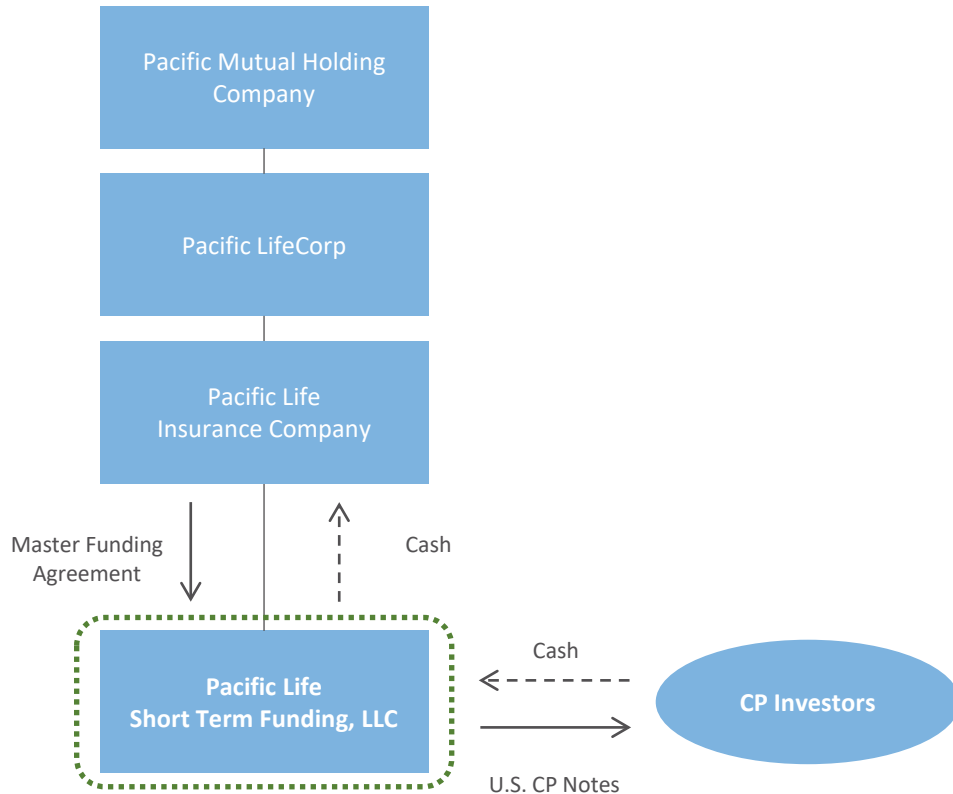 Pacific Mutual Holding
Company
Pacific LifeCorp
Pacific Life
Insurance Company
Master Funding
Agreement
Cash
Pacific Life
Short Term Funding, LLC
Cash
U.S. CP Notes
CP Investors